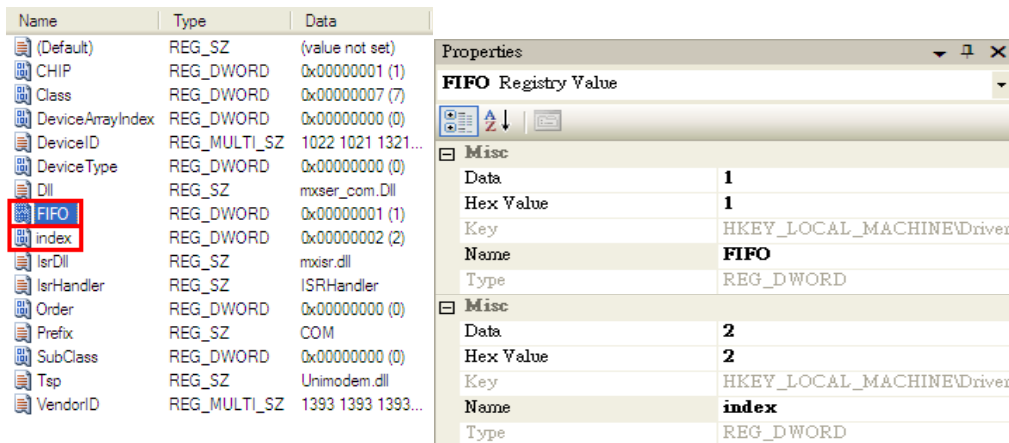 Name Type Data
(Default) REG_SZ (value not set)
CHIP REG_DWORD 0x00000001 (1)
Class REG_DWORD 0x00000007 (7)
DeviceArrayIndex REG_DWORD 0x00000000 (0)
DeviceID REG_MULTI_SZ 1022 1021 1321...
DeviceType REG_DWORD 0x00000000 (0)
Dll REG_SZ mxser_com.Dll
FIFO REG_DWORD 0x00000001 (1)
index REG_DWORD 0x00000002 (2)
IsrDll REG_SZ mxisr.dll
IsrHandler REG_SZ ISRHandler
Order REG_DWORD 0x00000000 (0)
Prefix REG_SZ COM
SubClass REG_DWORD 0x00000000 (0)
Tsp REG_SZ Unimodem.dll
VendorID REG_MULTI_SZ 1393 1393 1393...
Properties
FIFO Registry Value
Misc
Data 1
Hex Value 1
Key HKEY_LOCAL_MACHINE\Driver
Name FIFO
Type REG_DWORD
Misc
Data 2
Hex Value 2
Key HKEY_LOCAL_MACHINE\Driver
Name index
Type REG_DWORD